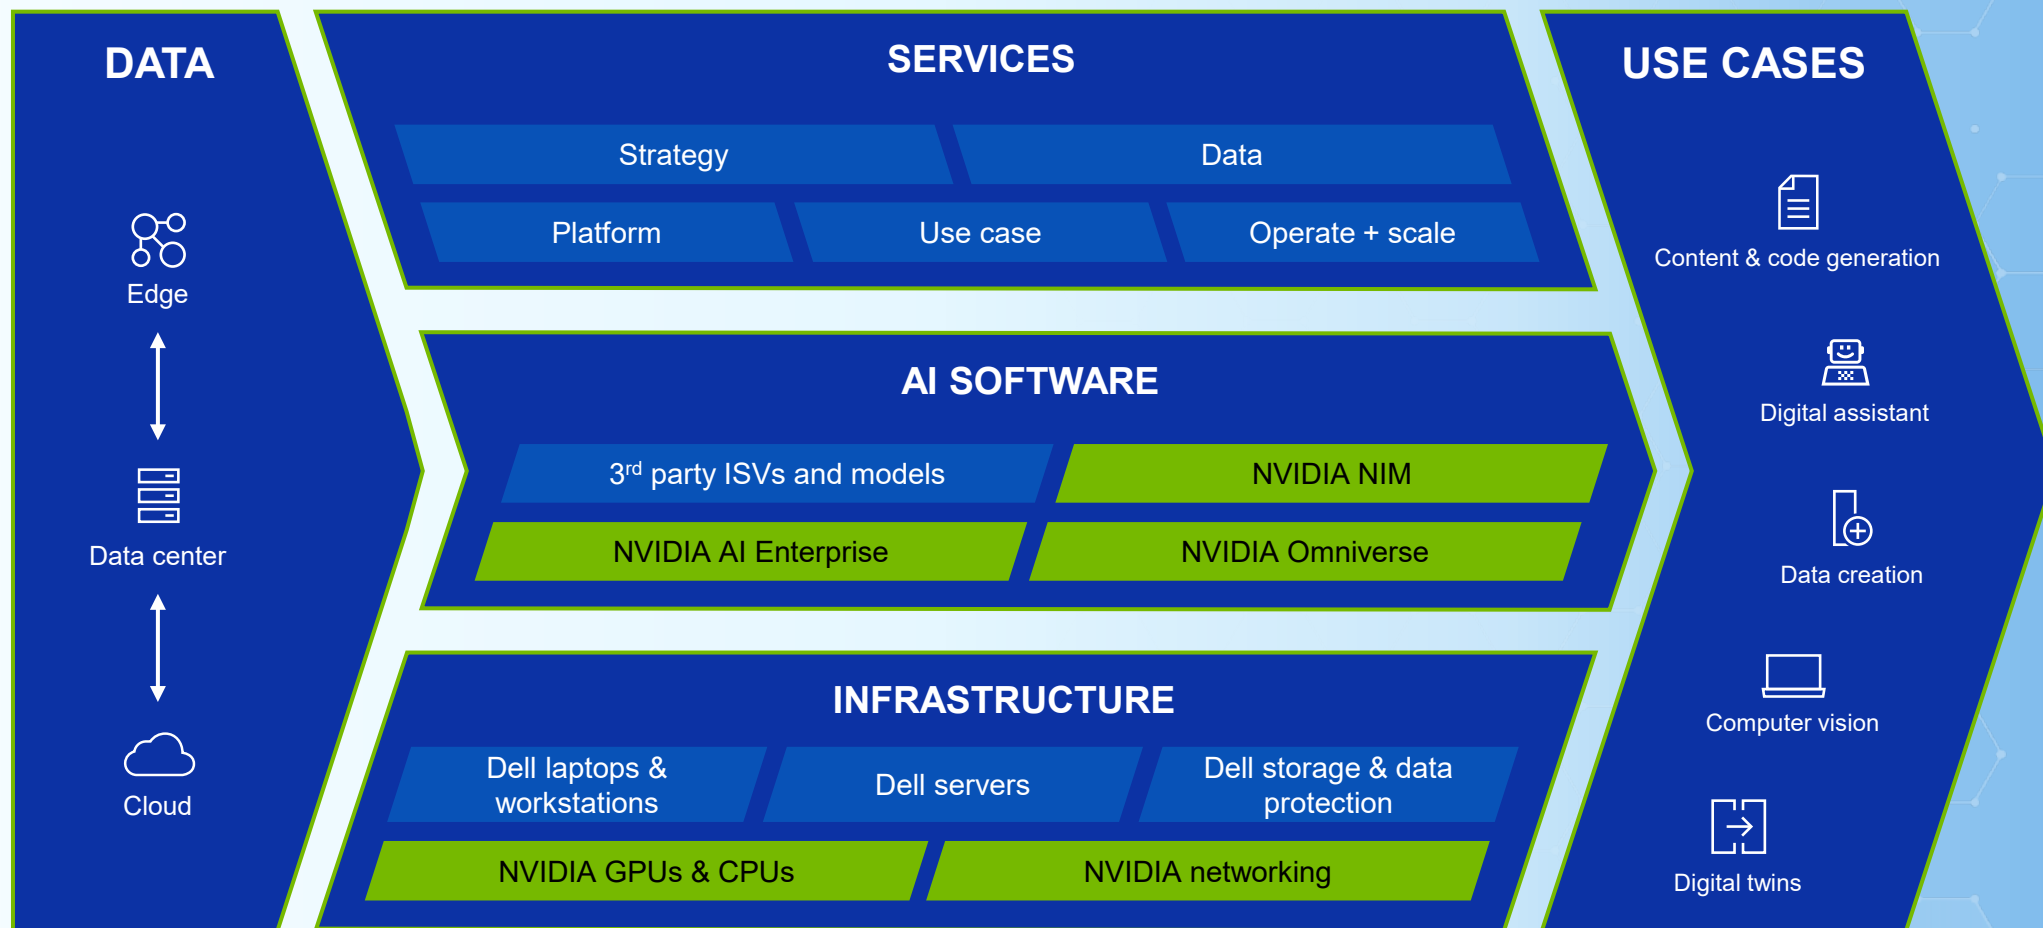 DATA
Edge
Data center
Cloud
SERVICES
Strategy
Data
Platform
Use case
Operate + scale
AI SOFTWARE
3rd party ISVs and models
NVIDIA NIM
NVIDIA AI Enterprise
NVIDIA Omniverse
INFRASTRUCTURE
Dell laptops &
workstations
Dell servers
Dell storage & data
protection
NVIDIA GPUs & CPUs
NVIDIA networking
USE CASES
Content & code generation
Digital assistant
Data creation
Computer vision
Digital twins